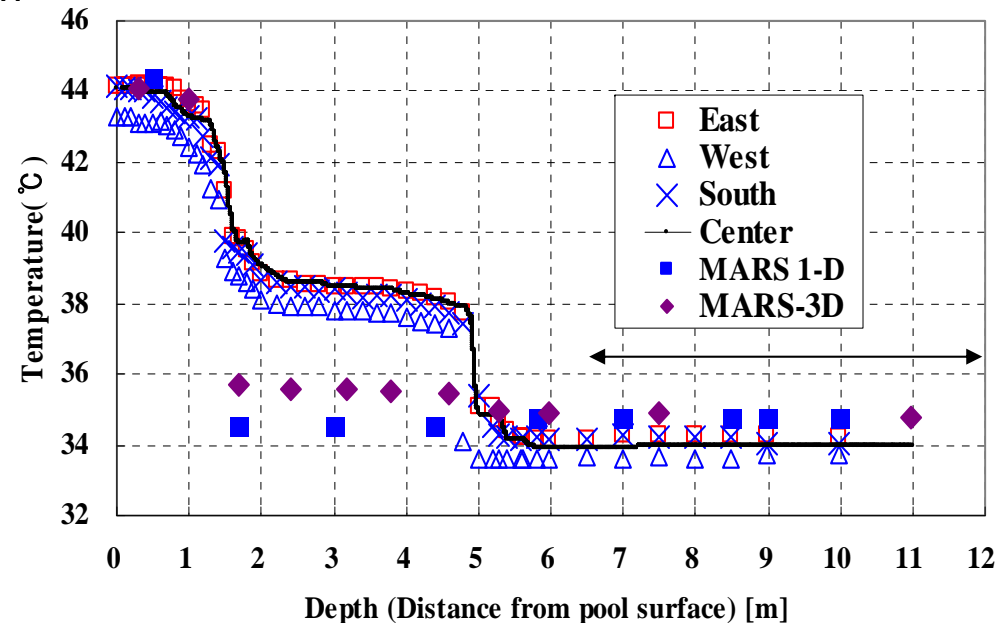 46
44
42
40
38
36
34
32
Temperature( ℃)
East
West
South
Center
MARS 1-D
MARS-3D
0 1 2 3 4 5 6 7 8 9 10 11 12
Depth (Distance from pool surface) [m]